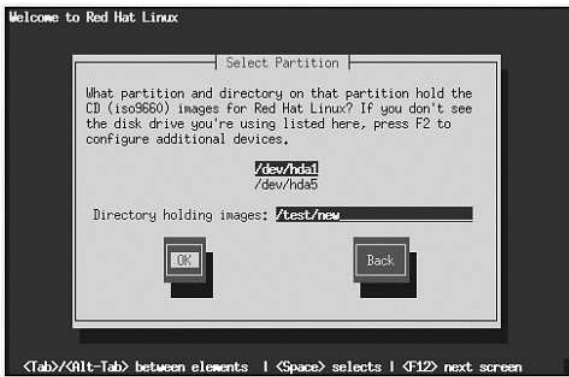 Welcome to Red Hat Linux
Select Partition
What partition and directory on that partition hold the
CD (iso9660) images for Red Hat Linux? If you don't see
the disk drive you're using listed here, press F2 to
configure additional devices.
/dev/hda1
/dev/hda5
Directory holding images: /test/new
OK Back
<Tab>/<Alt-Tab> between elements | <Space> selects | <F12> next screen